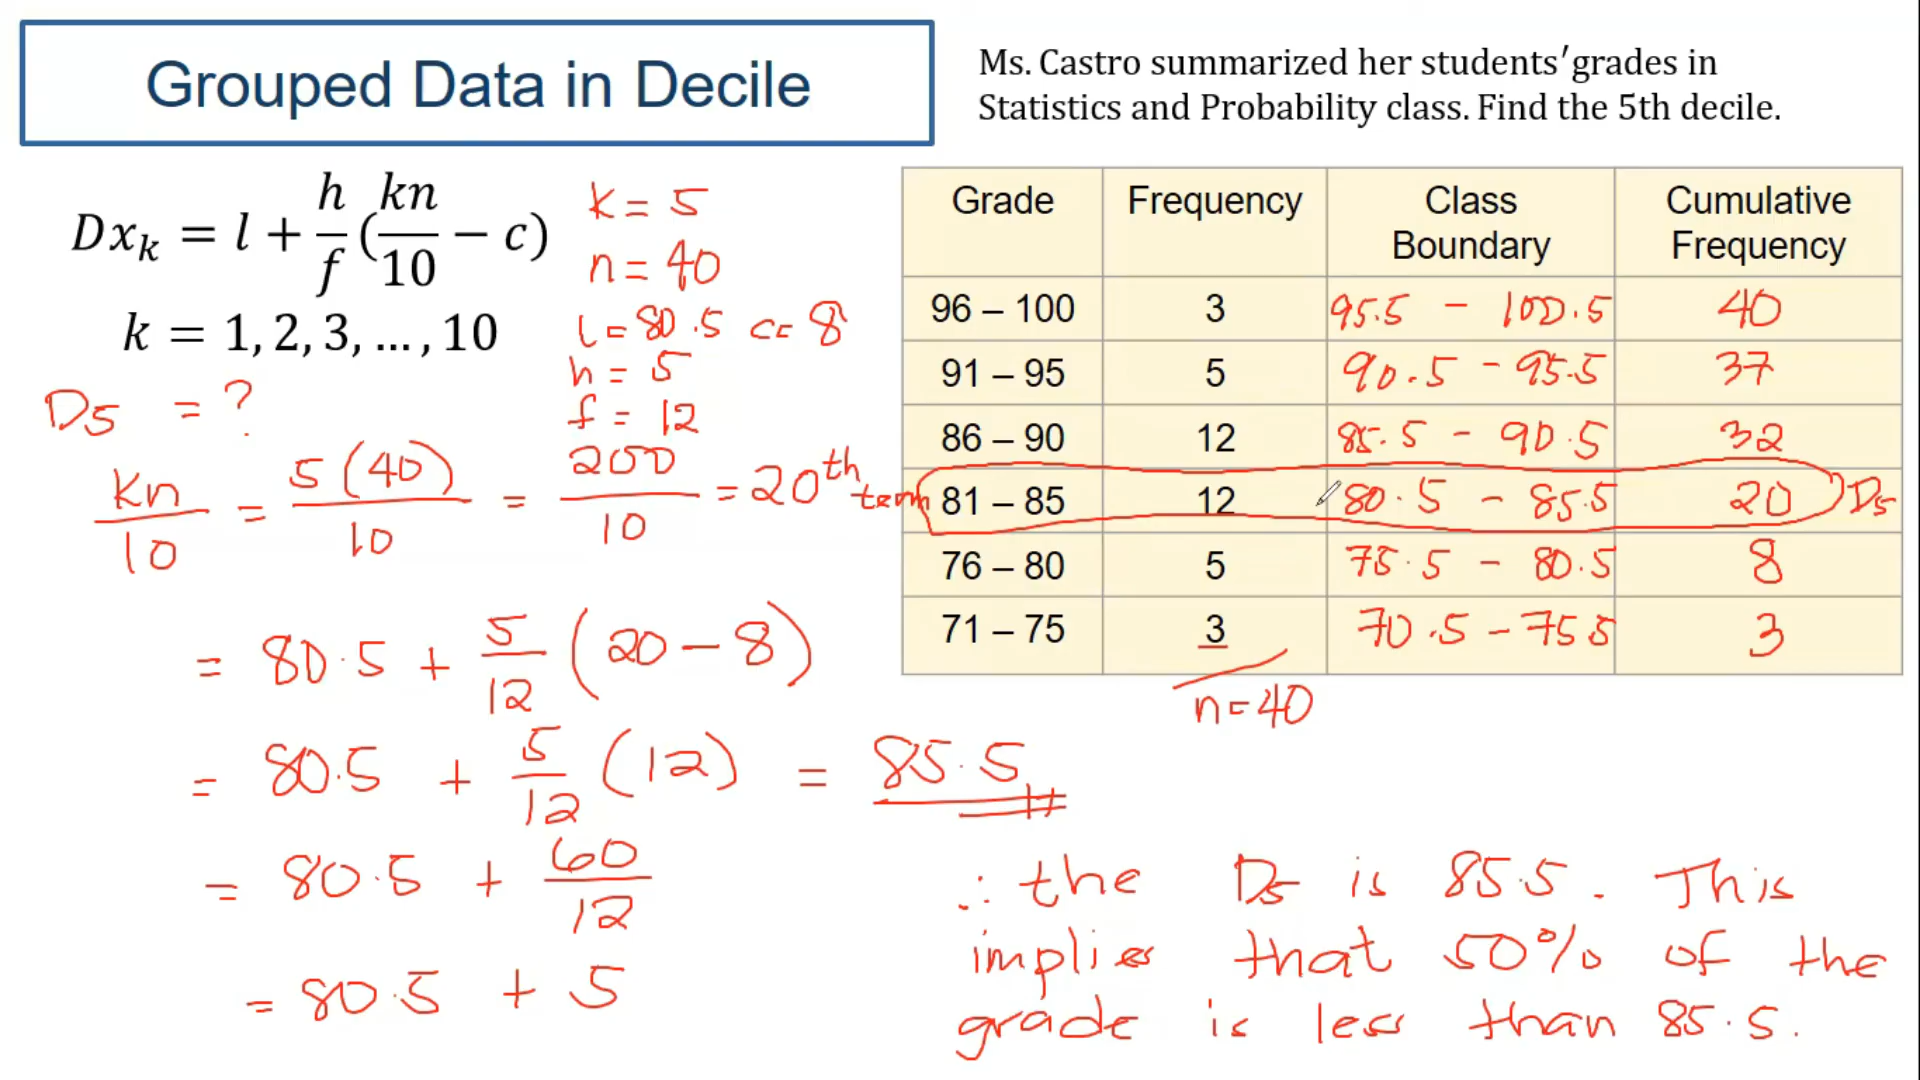 Grouped Data in Decile
Ms. Castro summarized her students' grades in
Statistics and Probability class. Find the 5th decile.
Dxₖ = l + h/f (kn/10 − c)
k = 1, 2, 3, ..., 10
k = 5
n = 40
l = 80.5 c = 8
h = 5
f = 12
D₅ = ?
kn/10 = 5(40)/10 = 200/10 = 20th term
= 80.5 + 5/12 (20 − 8)
= 80.5 + 5/12 (12) = 85.5
= 80.5 + 60/12
= 80.5 + 5
Grade Frequency Class Boundary Cumulative Frequency
96 – 100 3 95.5 – 100.5 40
91 – 95 5 90.5 – 95.5 37
86 – 90 12 85.5 – 90.5 32
81 – 85 12 80.5 – 85.5 20 D₅
76 – 80 5 75.5 – 80.5 8
71 – 75 3 70.5 – 75.5 3
n = 40
∴ the D₅ is 85.5. This
implies that 50% of the
grade is less than 85.5.